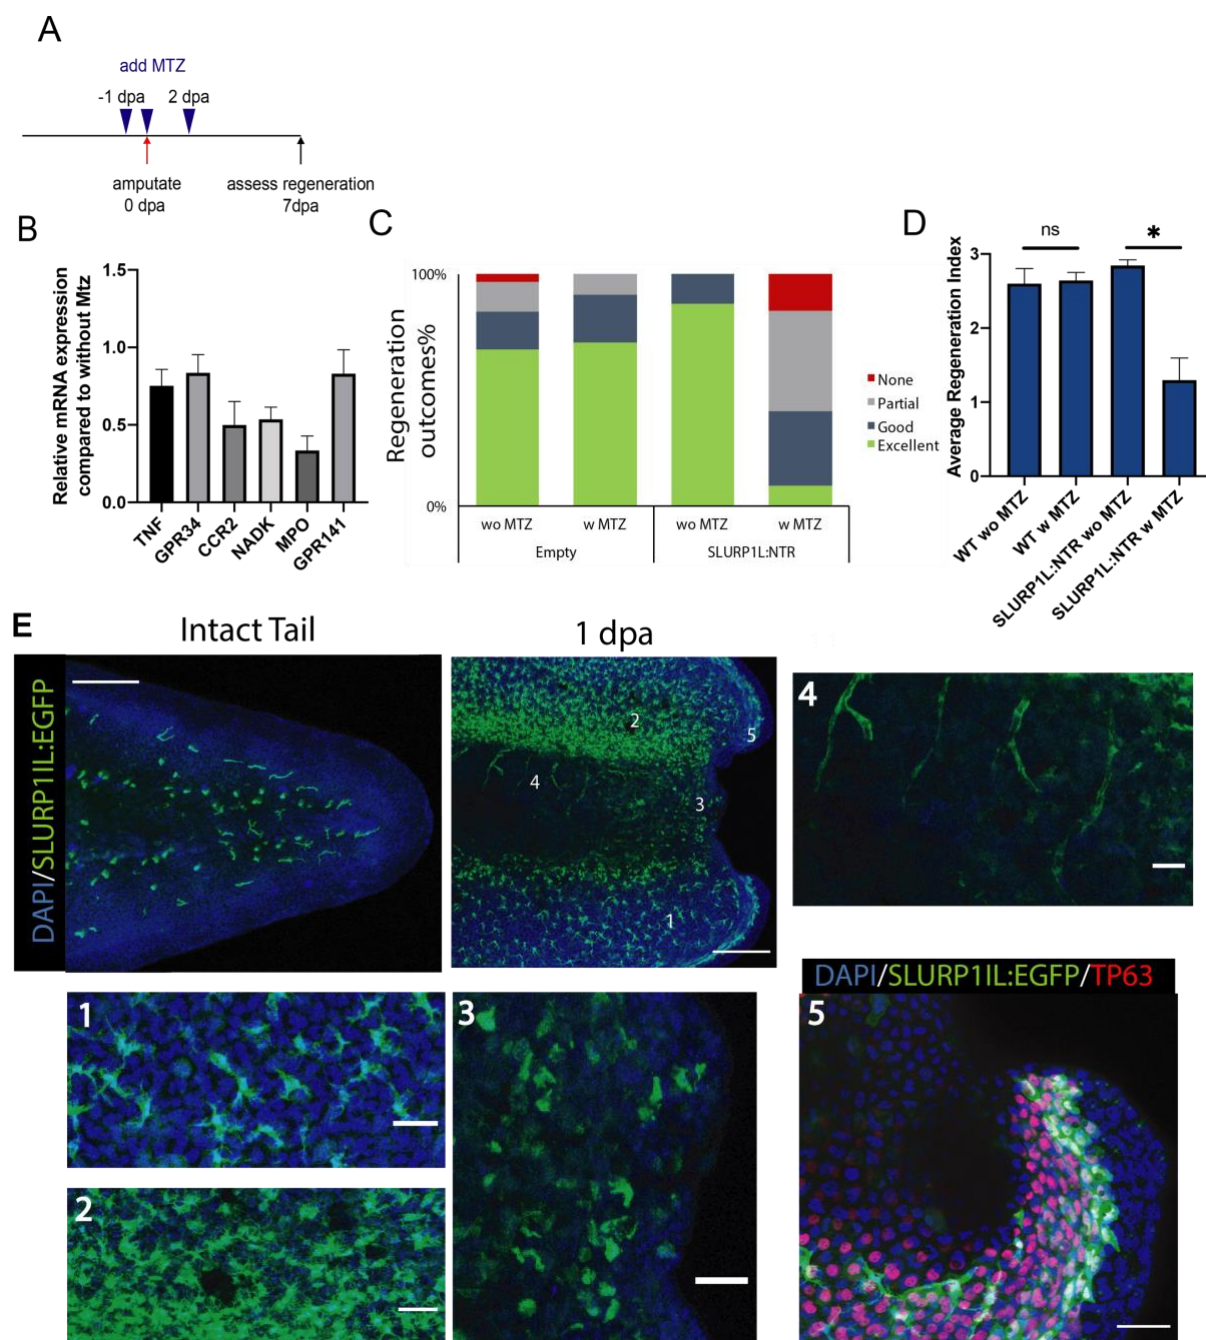 A
add MTZ
-1 dpa 2 dpa
amputate
0 dpa
assess regeneration
7dpa
B
Relative mRNA expression
compared to without Mtz
1.5
1.0
0.5
0.0
TNF
GPR34
CCR2
NADK
MPO
GPR141
C
Regeneration
outcomes%
100%
0%
wo MTZ w MTZ wo MTZ w MTZ
Empty SLURP1L:NTR
None
Partial
Good
Excellent
D
Average Regeneration Index
ns *
3
2
1
0
WT wo MTZ
WT w MTZ
SLURP1L:NTR wo MTZ
SLURP1L:NTR w MTZ
E
Intact Tail 1 dpa
DAPI/SLURP1IL:EGFP
2
5
4
3
1
4
1
2
3
DAPI/SLURP1IL:EGFP/TP63
5